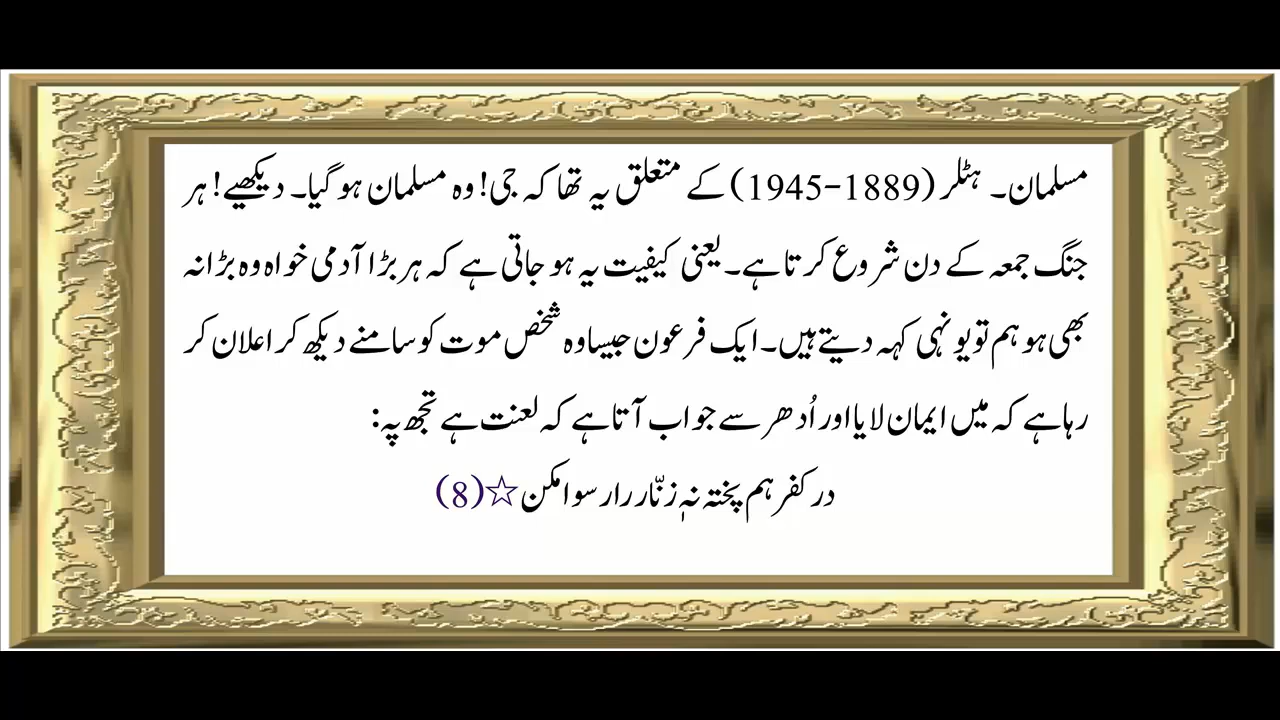 مسلمان۔ ہٹلر (1889-1945) کے متعلق یہ تھا کہ جی! وہ مسلمان ہو گیا۔ دیکھیے! ہر
جنگ جمعہ کے دن شروع کرتا ہے۔ یعنی کیفیت یہ ہو جاتی ہے کہ ہر بڑا آدمی خواہ وہ بڑا نہ
بھی ہو ہم تو یونہی کہہ دیتے ہیں۔ ایک فرعون جیسا وہ شخص موت کو سامنے دیکھ کر اعلان کر
رہا ہے کہ میں ایمان لایا اور اُدھر سے جواب آتا ہے کہ لعنت ہے تجھ پہ:
در کفر ہم پختہ نہٖ زنّار را رسوا مکن ☆(8)